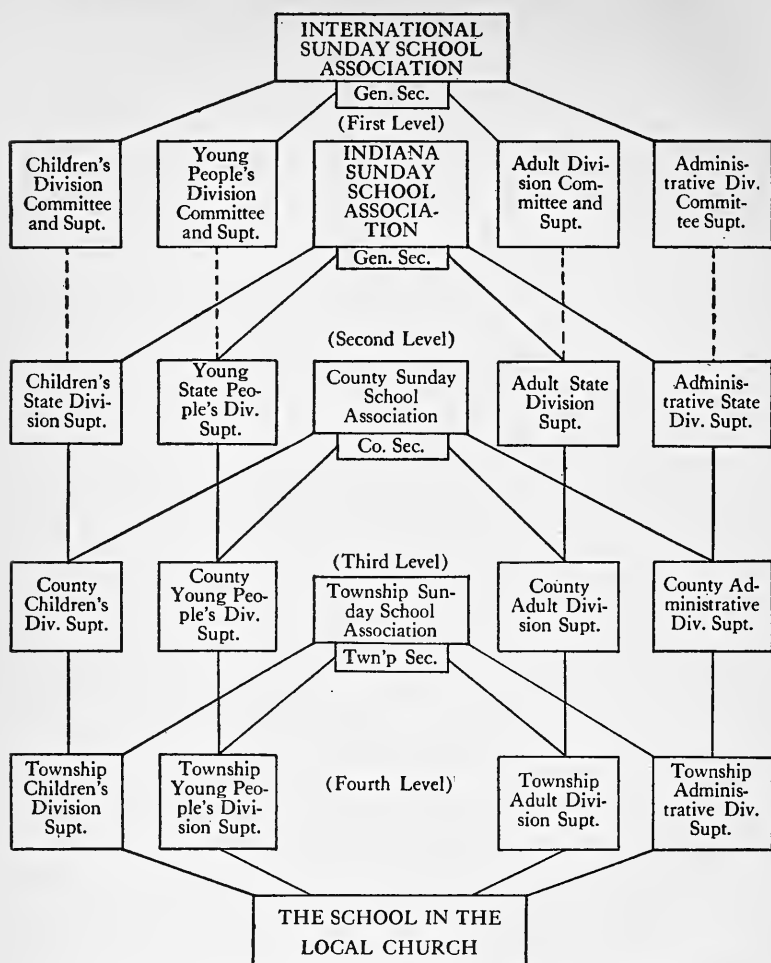 INTERNATIONAL
SUNDAY SCHOOL
ASSOCIATION
Gen. Sec.
(First Level)
Children's
Division
Committee
and Supt.
Young
People's
Division
Committee
and Supt.
INDIANA
SUNDAY
SCHOOL
ASSOCIA-
TION
Gen. Sec.
Adult Divi-
sion Com-
mittee and
Supt.
Adminis-
trative Div.
Commit-
tee Supt.
(Second Level)
Children's
State Divi-
sion Supt.
Young
State Peo-
ple's Div.
Supt.
County Sunday
School
Association
Co. Sec.
Adult State
Division
Supt.
Adminis-
trative State
Div. Supt.
(Third Level)
County
Children's
Div. Supt.
County
Young Peo-
ple's Div.
Supt.
Township Sun-
day School
Association
Twn'p Sec.
County
Adult Divi-
sion Supt.
County Ad-
ministrative
Div. Supt.
Township
Children's
Division
Supt.
Township
Young Peo-
ple's Divi-
sion Supt.
(Fourth Level)
Township
Adult Divi-
sion Supt.
Township
Adminis-
trative Div.
Supt.
THE SCHOOL IN THE
LOCAL CHURCH